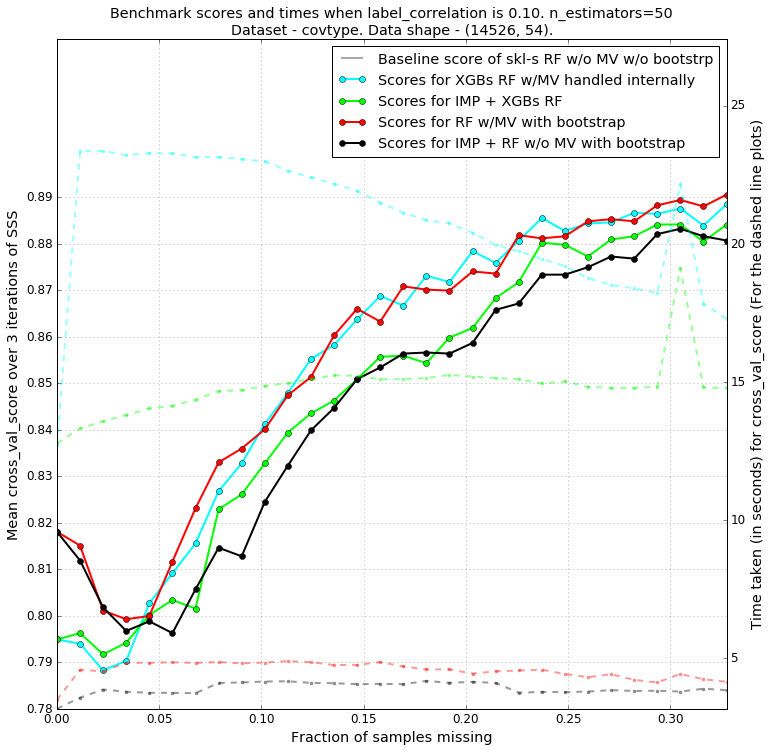 Benchmark scores and times when label_correlation is 0.10. n_estimators=50
Dataset - covtype. Data shape - (14526, 54).
Baseline score of skl-s RF w/o MV w/o bootstrp
Scores for XGBs RF w/MV handled internally
Scores for IMP + XGBs RF
Scores for RF w/MV with bootstrap
Scores for IMP + RF w/o MV with bootstrap
Mean cross_val_score over 3 iterations of SSS
0.89
0.88
0.87
0.86
0.85
0.84
0.83
0.82
0.81
0.80
0.79
0.78
0.00
0.05
0.10
0.15
0.20
0.25
0.30
Fraction of samples missing
25
20
15
10
5
Time taken (in seconds) for cross_val_score (For the dashed line plots)